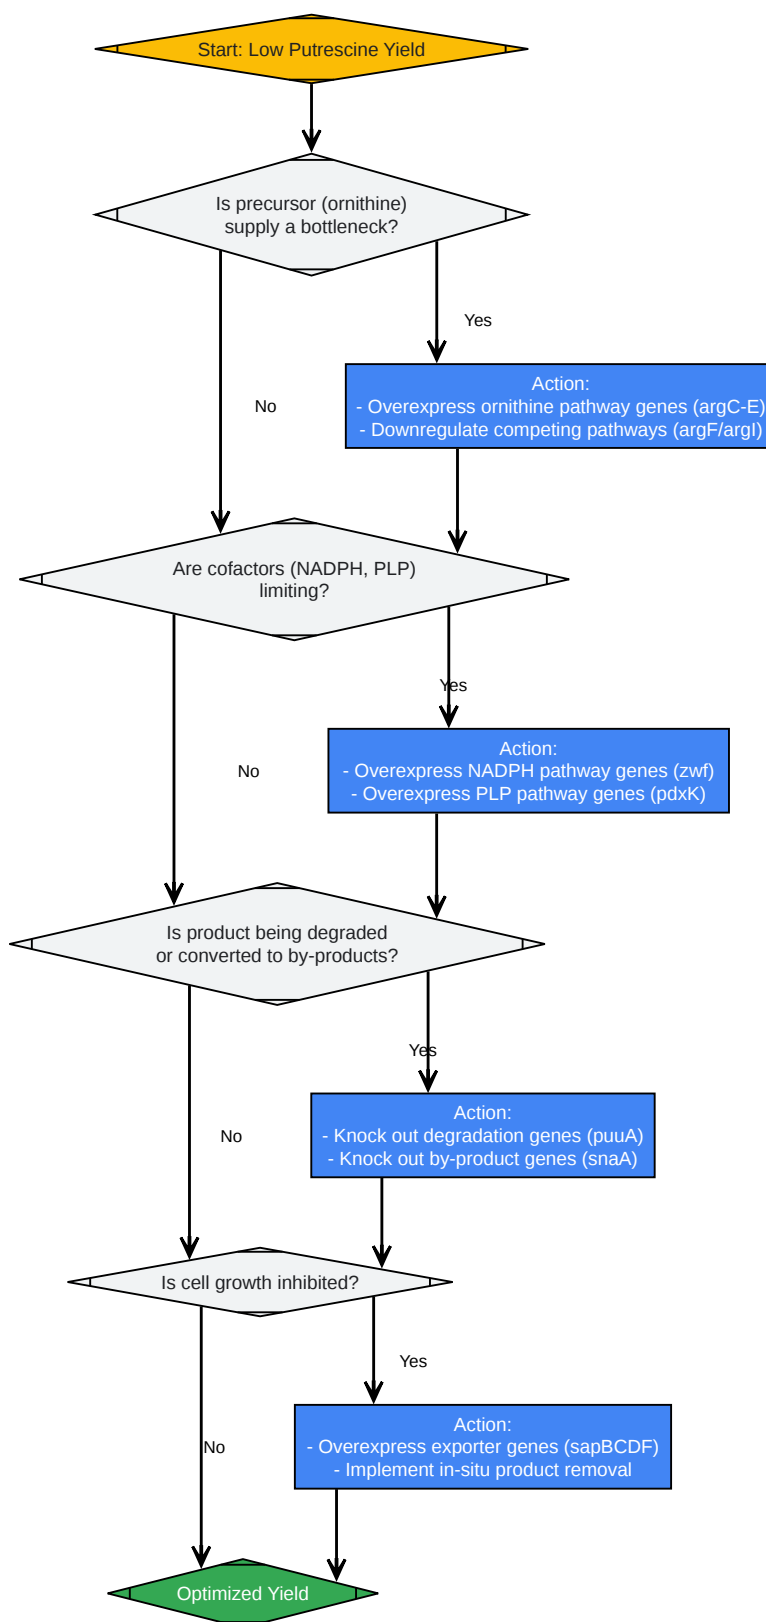 Start: Low Putrescine Yield
Is precursor (ornithine)
supply a bottleneck?
Yes
No
Action:
- Overexpress ornithine pathway genes (argC-E)
- Downregulate competing pathways (argF/argI)
Are cofactors (NADPH, PLP)
limiting?
Yes
No
Action:
- Overexpress NADPH pathway genes (zwf)
- Overexpress PLP pathway genes (pdxK)
Is product being degraded
or converted to by-products?
Yes
No
Action:
- Knock out degradation genes (puuA)
- Knock out by-product genes (snaA)
Is cell growth inhibited?
Yes
No
Action:
- Overexpress exporter genes (sapBCDF)
- Implement in-situ product removal
Optimized Yield